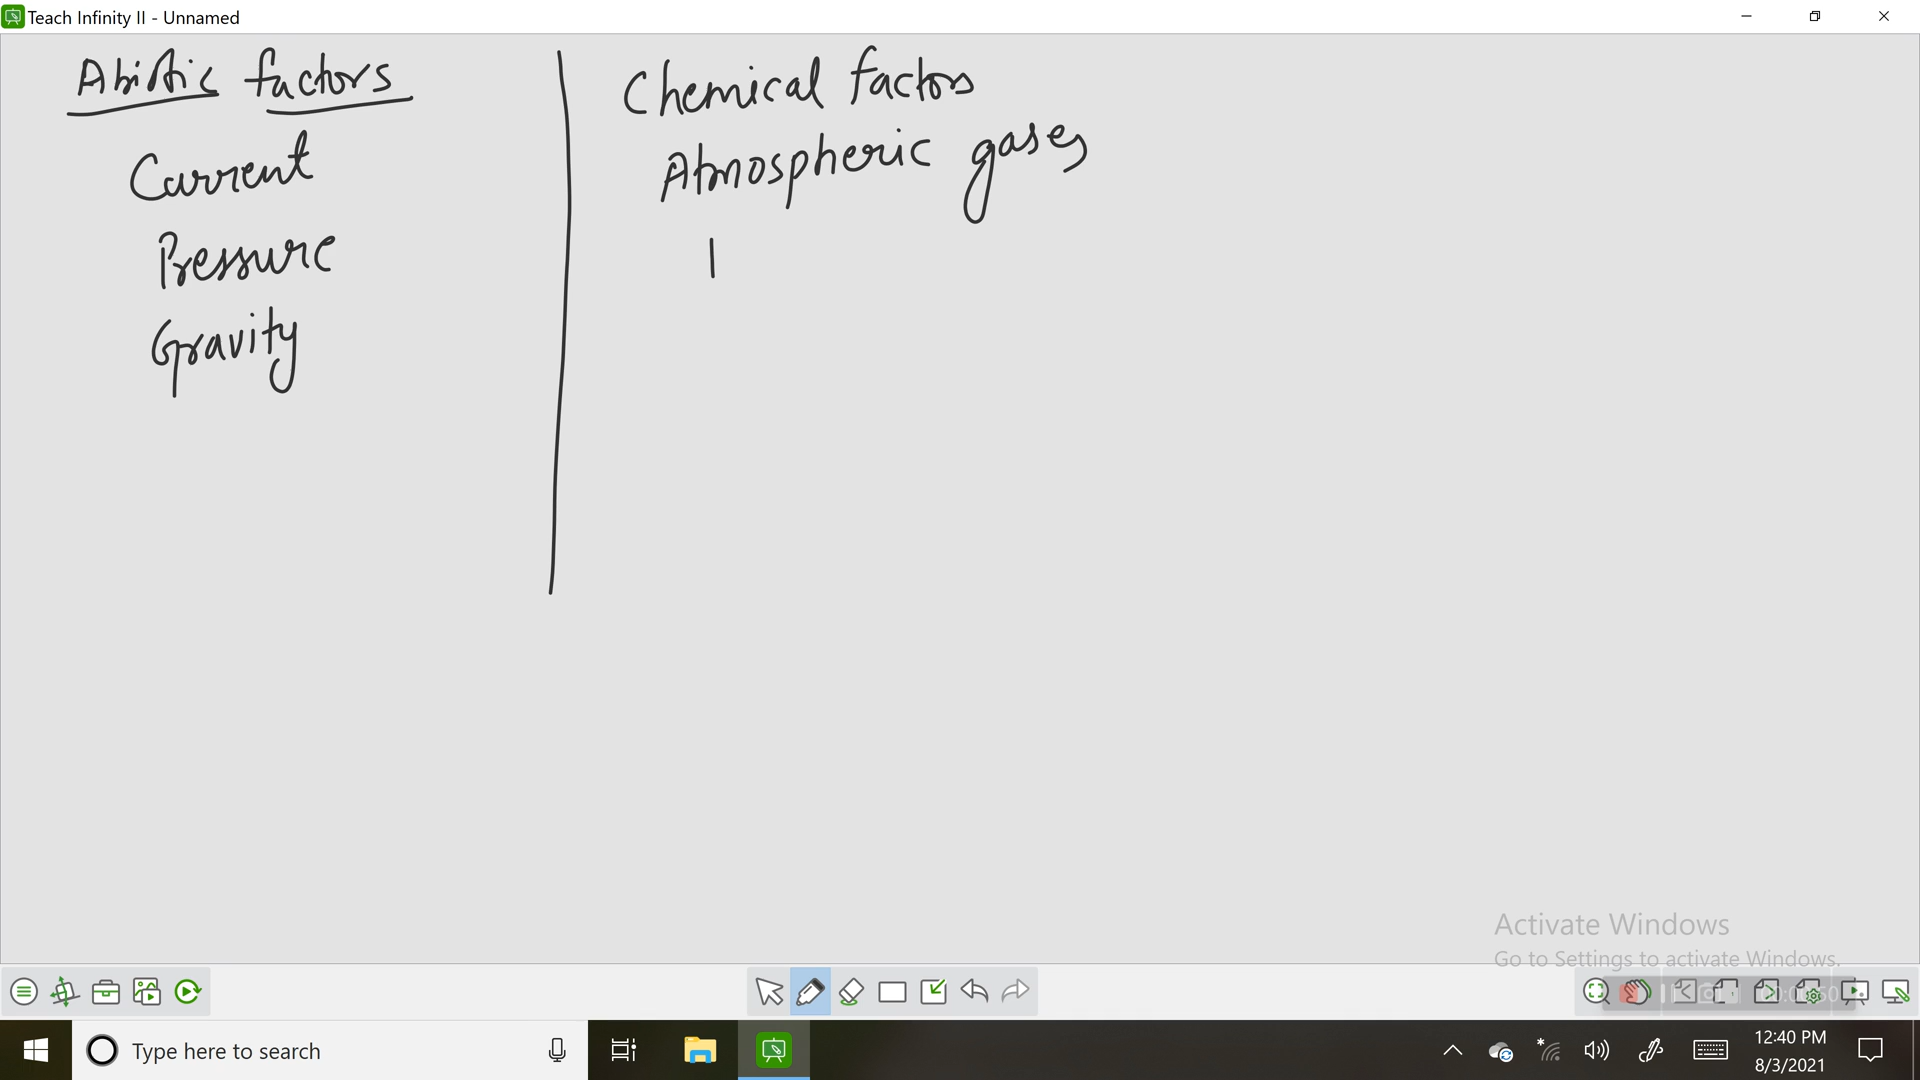 Teach Infinity II - Unnamed
Abiotic factors
Current
Pressure
Gravity
Chemical factors
Atmospheric gases
Activate Windows
Go to Settings to activate Windows.
Type here to search
12:40 PM
8/3/2021